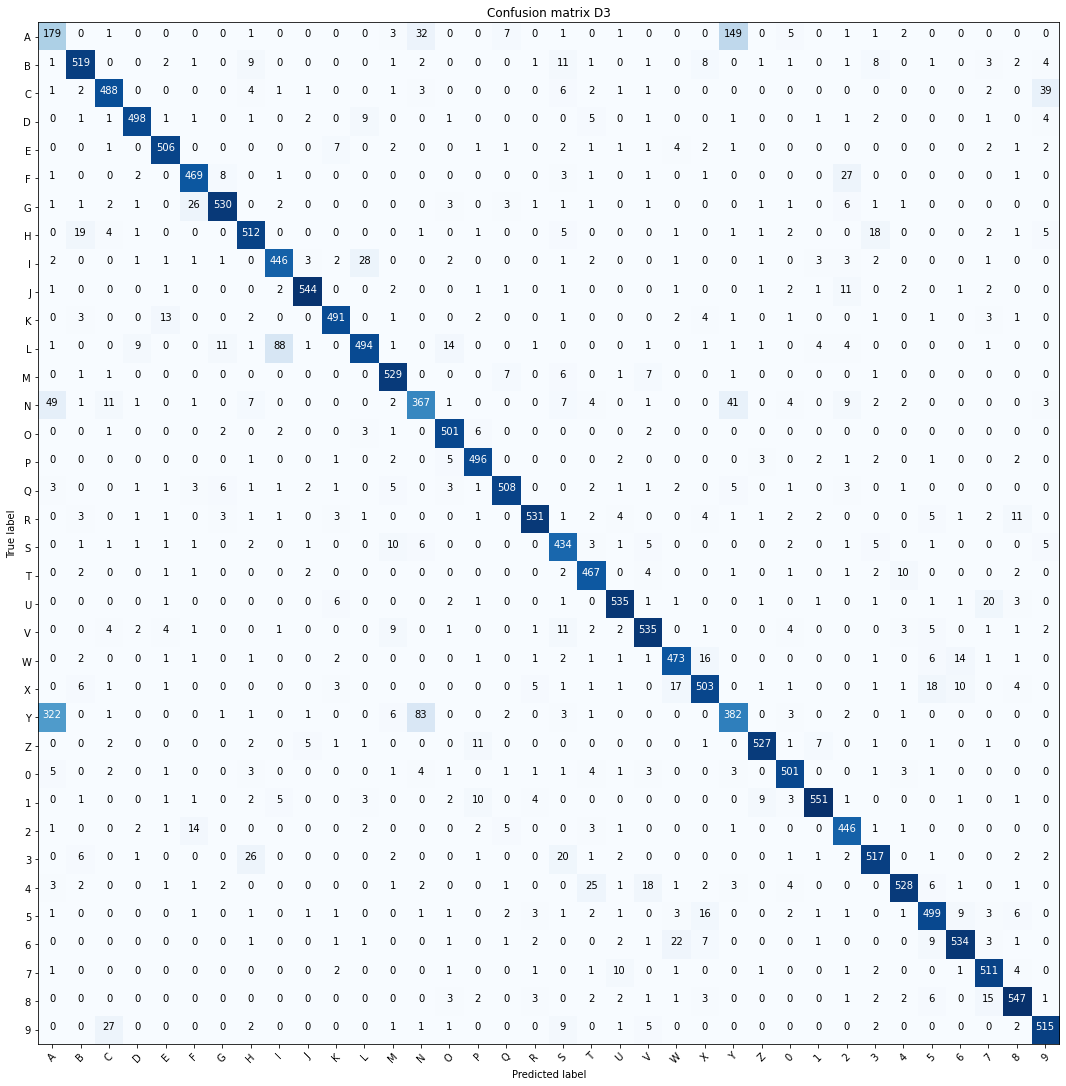 Confusion matrix D3
A 179 0 1 0 0 0 0 1 0 0 0 0 3 32 0 0 7 0 1 0 1 0 0 0 149 0 5 0 1 1 2 0 0 0 0 0
B 1 519 0 0 2 1 0 9 0 0 0 0 1 2 0 0 0 1 11 1 0 1 0 8 0 1 1 0 1 8 0 1 0 3 2 4
C 1 2 488 0 0 0 0 4 1 1 0 0 1 3 0 0 0 0 6 2 1 1 0 0 0 0 0 0 0 0 0 0 0 2 0 39
D 0 1 1 498 1 1 0 1 0 2 0 9 0 0 1 0 0 0 0 5 0 1 0 0 1 0 0 1 1 2 0 0 0 1 0 4
E 0 0 1 0 506 0 0 0 0 0 7 0 2 0 0 1 1 0 2 1 1 1 4 2 1 0 0 0 0 0 0 0 0 2 1 2
F 1 0 0 2 0 469 8 0 1 0 0 0 0 0 0 0 0 0 3 1 0 1 0 1 0 0 0 0 27 0 0 0 0 0 1 0
G 1 1 2 1 0 26 530 0 2 0 0 0 0 0 3 0 3 1 1 1 0 1 0 0 0 1 1 0 6 1 1 0 0 0 0 0
H 0 19 4 1 0 0 0 512 0 0 0 0 0 1 0 1 0 0 5 0 0 0 1 0 1 1 2 0 0 18 0 0 0 2 1 5
I 2 0 0 1 1 1 1 0 446 3 2 28 0 0 2 0 0 0 1 2 0 1 0 0 1 0 0 3 3 2 0 0 0 1 0 0
J 1 0 0 0 1 0 0 0 2 544 0 0 2 0 0 1 1 0 1 0 0 0 1 0 0 1 2 1 11 0 2 0 1 2 0 0
K 0 3 0 0 13 0 0 2 0 0 491 0 1 0 0 2 0 0 1 0 0 0 2 4 1 0 1 0 0 1 0 1 0 3 1 0
L 1 0 0 9 0 0 11 1 88 1 0 494 1 0 14 0 0 0 0 1 0 1 0 1 1 1 0 4 4 0 0 0 0 1 0 0
M 0 1 1 0 0 0 0 0 0 0 0 0 529 0 0 0 7 0 6 0 1 7 0 0 1 0 0 0 0 1 0 0 0 0 0 0
N 49 1 11 1 0 1 0 7 0 0 0 0 2 367 1 0 0 0 7 4 0 1 0 0 41 0 4 0 9 2 2 0 0 0 0 3
O 0 0 1 0 0 0 2 0 2 0 0 3 1 0 501 6 0 0 0 0 0 2 0 0 0 0 0 0 0 0 0 0 0 0 0 0
P 0 0 0 0 0 0 0 1 0 0 1 0 2 0 5 496 0 0 0 0 2 0 0 0 0 3 0 2 1 2 0 1 0 0 2 0
Q 3 0 0 1 1 3 6 1 1 2 1 0 5 0 3 1 508 0 0 2 1 1 2 0 5 0 1 0 3 0 1 0 0 0 0 0
R 0 3 0 1 1 0 3 1 1 0 3 1 0 0 0 1 0 531 1 2 4 0 0 4 1 1 2 2 0 0 0 5 1 2 11 0
S 0 1 1 1 1 1 0 2 0 1 0 0 10 6 0 0 0 0 434 3 1 5 0 0 0 0 2 0 1 5 0 1 0 0 0 5
T 0 2 0 0 1 1 0 0 0 2 0 0 0 0 0 0 0 0 2 467 0 4 0 0 1 0 1 0 1 2 10 0 0 0 2 0
U 0 0 0 0 1 0 0 0 0 0 6 0 0 0 2 1 0 0 1 0 535 1 1 0 0 1 0 1 0 1 0 1 1 20 3 0
V 0 0 4 2 4 1 0 0 1 0 0 0 9 0 1 0 0 1 11 2 2 535 0 1 0 0 4 0 0 0 3 5 0 1 1 2
W 0 2 0 0 1 1 0 1 0 0 2 0 0 0 0 1 0 1 2 1 1 1 473 16 0 0 0 0 0 1 0 6 14 1 1 0
X 0 6 1 0 1 0 0 0 0 0 3 0 0 0 0 0 0 5 1 1 1 0 17 503 0 1 1 0 0 1 1 18 10 0 4 0
Y 322 0 1 0 0 0 1 1 0 1 0 0 6 83 0 0 2 0 3 1 0 0 0 0 382 0 3 0 2 0 1 0 0 0 0 0
Z 0 0 2 0 0 0 0 2 0 5 1 1 0 0 0 11 0 0 0 0 0 0 0 1 0 527 1 7 0 1 0 1 0 1 0 0
0 5 0 2 0 1 0 0 3 0 0 0 0 1 4 1 0 1 1 1 4 1 3 0 0 3 0 501 0 0 1 3 1 0 0 0 0
1 0 1 0 0 1 1 0 2 5 0 0 3 0 0 2 10 0 4 0 0 0 0 0 0 0 9 3 551 1 0 0 0 1 0 1 0
2 1 0 0 2 1 14 0 0 0 0 0 2 0 0 0 2 5 0 0 3 1 0 0 0 1 0 0 0 446 1 1 0 0 0 0 0
3 0 6 0 1 0 0 0 26 0 0 0 0 2 0 0 1 0 0 20 1 2 0 0 0 0 0 1 1 2 517 0 1 0 0 2 2
4 3 2 0 0 1 1 2 0 0 0 0 0 1 2 0 0 1 0 0 25 1 18 1 2 3 0 4 0 0 0 528 6 1 0 1 0
5 1 0 0 0 0 1 0 1 0 1 1 0 0 1 1 0 2 3 1 2 1 0 3 16 0 0 2 1 1 0 1 499 9 3 6 0
6 0 0 0 0 0 0 0 1 0 0 1 1 0 0 1 0 1 2 0 0 2 1 22 7 0 0 0 1 0 0 0 9 534 3 1 0
7 1 0 0 0 0 0 0 0 0 0 2 0 0 0 1 0 0 1 0 1 10 0 1 0 0 1 0 0 1 2 0 0 1 511 4 0
8 0 0 0 0 0 0 0 0 0 0 0 0 0 0 3 2 0 3 0 2 2 1 1 3 0 0 0 0 1 2 2 6 0 15 547 1
9 0 0 27 0 0 0 0 2 0 0 0 0 1 1 1 0 0 0 9 0 1 5 0 0 0 0 0 0 0 2 0 0 0 0 2 515
A B C D E F G H I J K L M N O P Q R S T U V W X Y Z 0 1 2 3 4 5 6 7 8 9
True label
Predicted label